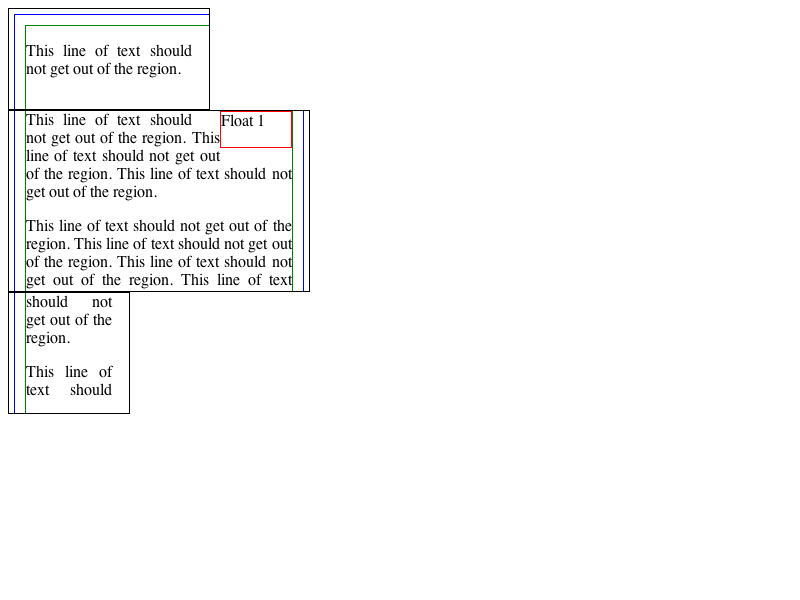 This line of text should
not get out of the region.
This line of text should
Float 1
not get out of the region. This
line of text should not get out
of the region. This line of text should not
get out of the region.
This line of text should not get out of the
region. This line of text should not get out
of the region. This line of text should not
get out of the region. This line of text
should not
get out of the
region.
This line of
text should